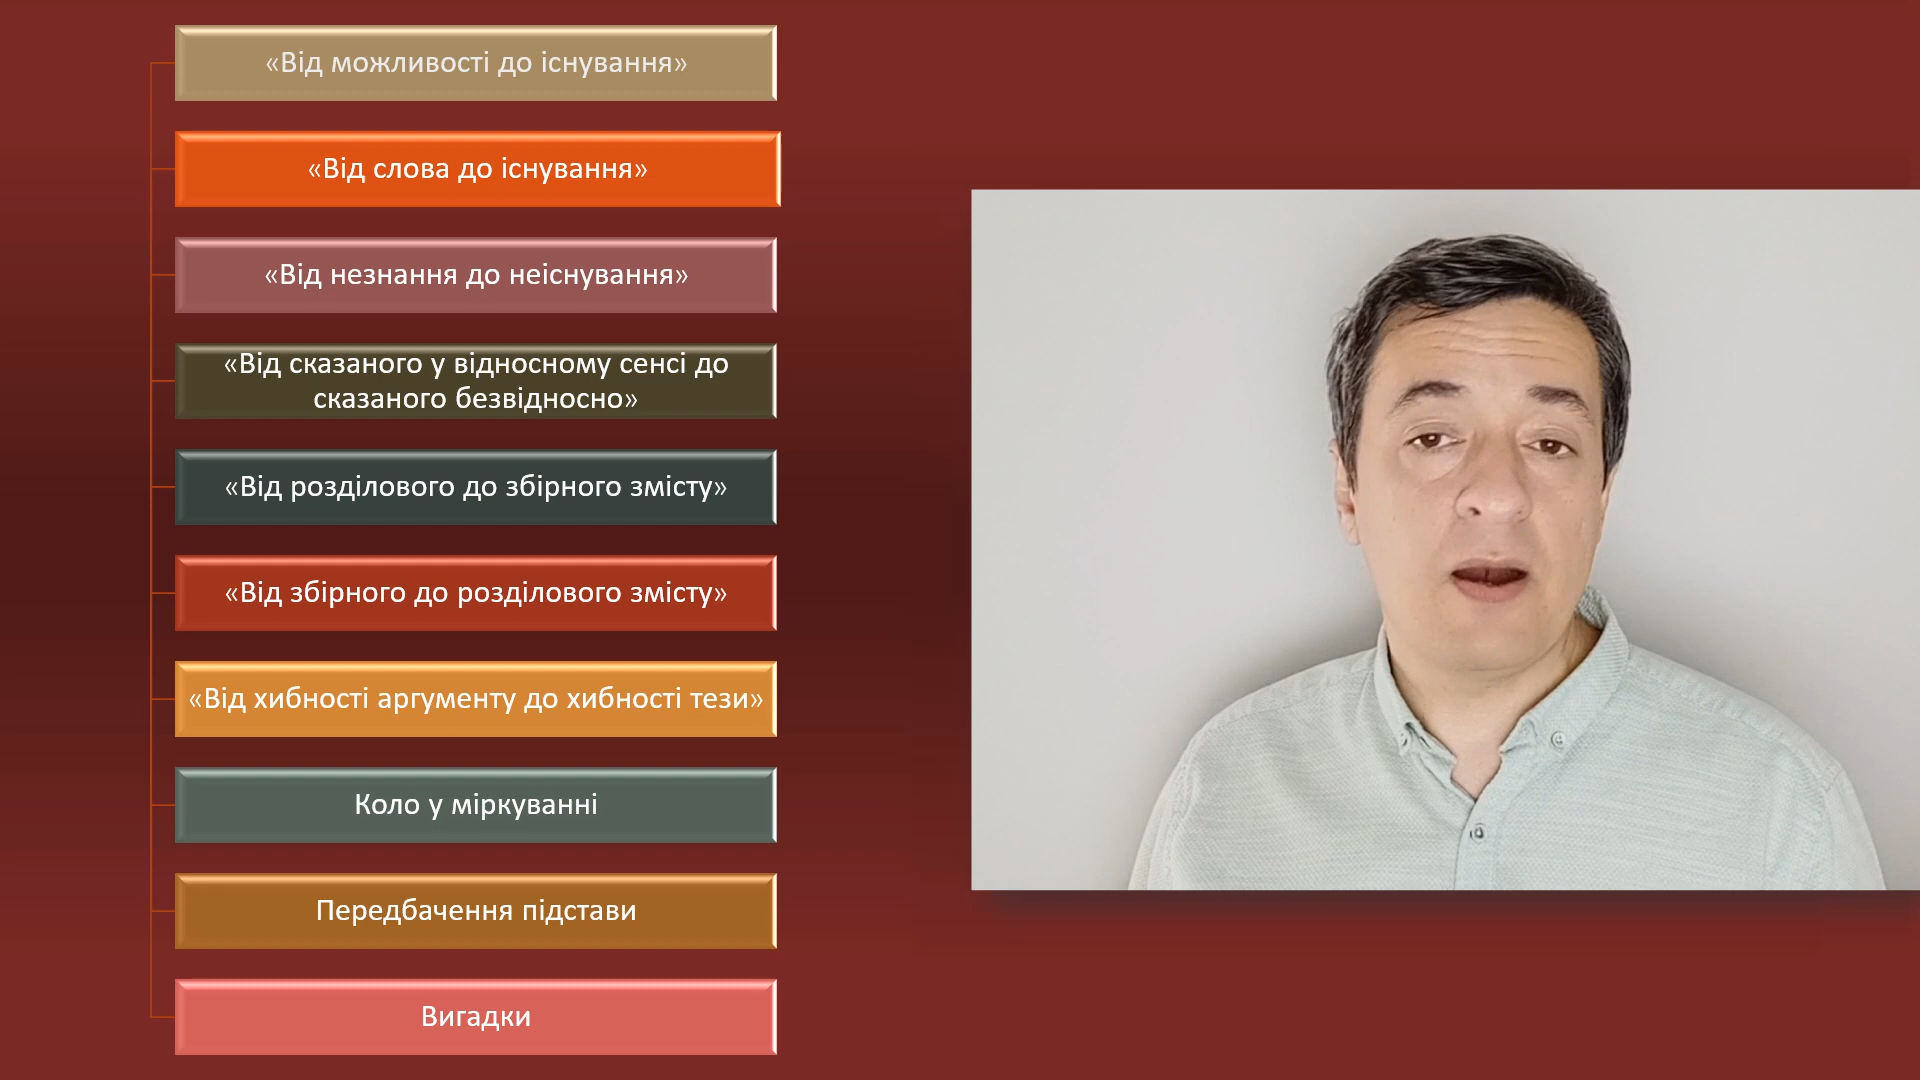 «Від можливості до існування»
«Від слова до існування»
«Від незнання до неіснування»
«Від сказаного у відносному сенсі до
сказаного безвідносно»
«Від розділового до збірного змісту»
«Від збірного до розділового змісту»
«Від хибності аргументу до хибності тези»
Коло у міркуванні
Передбачення підстави
Вигадки